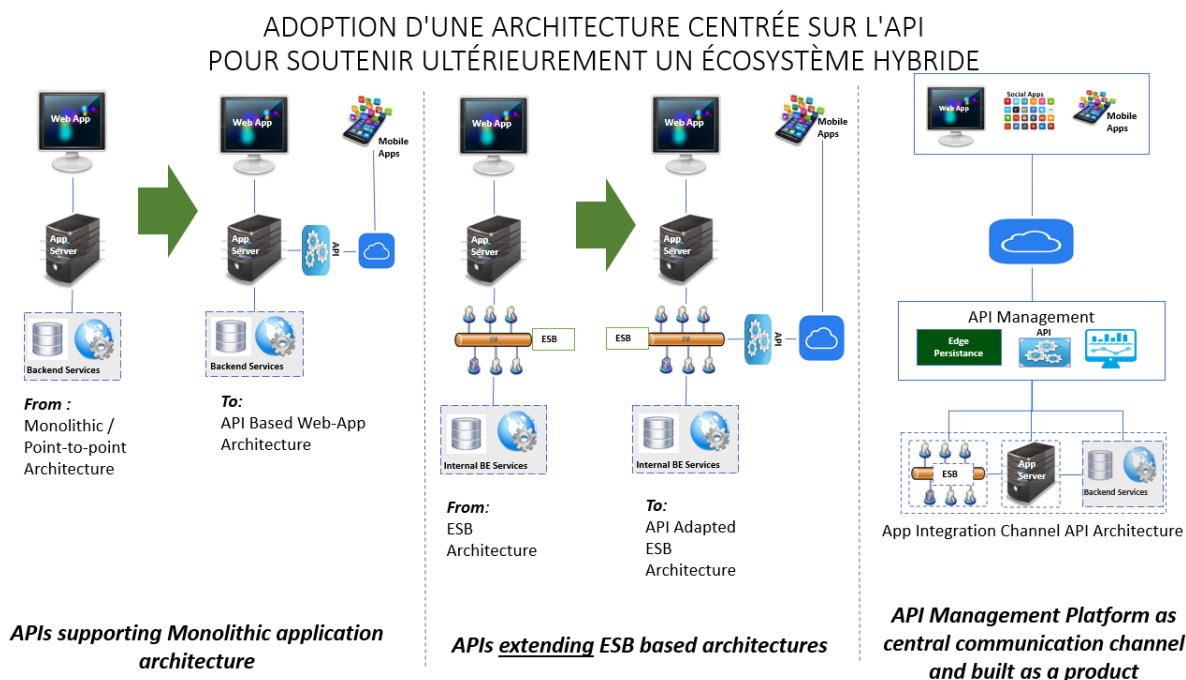 ADOPTION D'UNE ARCHITECTURE CENTRÉE SUR L'API
POUR SOUTENIR ULTÉRIEUREMENT UN ÉCOSYSTÈME HYBRIDE
Web App
App
Server
Backend Services
From :
Monolithic /
Point-to-point
Architecture
Web App
Mobile
Apps
App
Server
API
Backend Services
To:
API Based Web-App
Architecture
APIs supporting Monolithic application
architecture
Web App
App
Server
ESB
ESB
Internal BE Services
From:
ESB
Architecture
Web App
Mobile
Apps
App
Server
ESB
ESB
API
Internal BE Services
To:
API Adapted
ESB
Architecture
APIs extending ESB based architectures
Web App
Social Apps
Mobile
Apps
API Management
Edge
Persistance
API
ESB
App
Server
Backend Services
App Integration Channel API Architecture
API Management Platform as
central communication channel
and built as a product